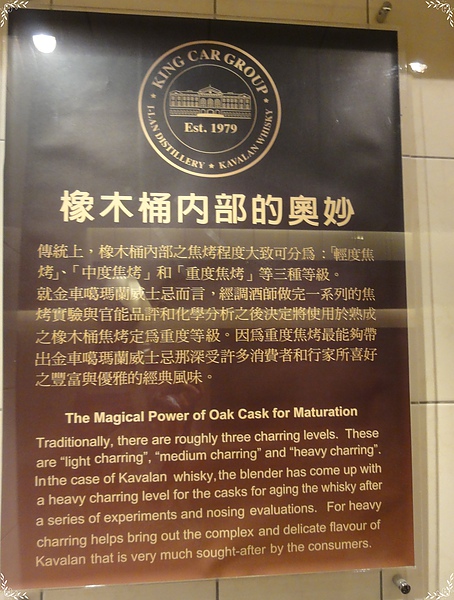 KING CAR GROUP
Est. 1979
I-LAN DISTILLERY ★ KAVALAN WHISKY
橡木桶内部的奧妙
傳統上，橡木桶內部之焦烤程度大致可分為：「輕度焦
烤」、「中度焦烤」和「重度焦烤」等三種等級。
就金車噶瑪蘭威士忌而言，經調酒師做完一系列的焦
烤實驗與官能品評和化學分析之後決定將使用於熟成
之橡木桶焦烤定為重度等級。因為重度焦烤最能夠帶
出金車噶瑪蘭威士忌那深受許多消費者和行家所喜好
之豐富與優雅的經典風味。
The Magical Power of Oak Cask for Maturation
Traditionally, there are roughly three charring levels. These
are “light charring”, “medium charring” and “heavy charring”.
In the case of Kavalan whisky, the blender has come up with
a heavy charring level for the casks for aging the whisky after
a series of experiments and nosing evaluations. For heavy
charring helps bring out the complex and delicate flavour of
Kavalan that is very much sought-after by the consumers.